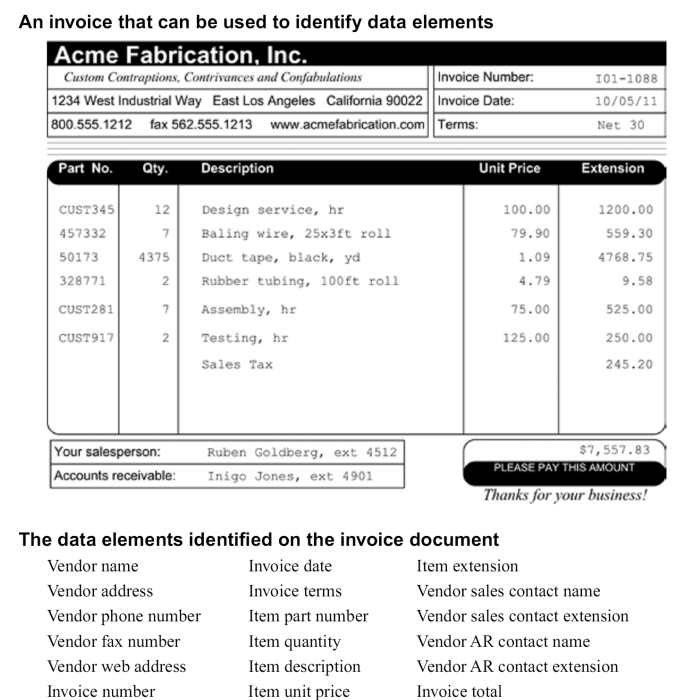 An invoice that can be used to identify data elements
Acme Fabrication, Inc.
Custom Contraptions, Contrivances and Confabulations
Invoice Number: I01-1088
1234 West Industrial Way East Los Angeles California 90022
Invoice Date: 10/05/11
800.555.1212 fax 562.555.1213 www.acmefabrication.com
Terms: Net 30
Part No. Qty. Description Unit Price Extension
CUST345 12 Design service, hr 100.00 1200.00
457332 7 Baling wire, 25x3ft roll 79.90 559.30
50173 4375 Duct tape, black, yd 1.09 4768.75
328771 2 Rubber tubing, 100ft roll 4.79 9.58
CUST281 7 Assembly, hr 75.00 525.00
CUST917 2 Testing, hr 125.00 250.00
Sales Tax 245.20
Your salesperson: Ruben Goldberg, ext 4512
Accounts receivable: Inigo Jones, ext 4901
$7,557.83
PLEASE PAY THIS AMOUNT
Thanks for your business!
The data elements identified on the invoice document
Vendor name Invoice date Item extension
Vendor address Invoice terms Vendor sales contact name
Vendor phone number Item part number Vendor sales contact extension
Vendor fax number Item quantity Vendor AR contact name
Vendor web address Item description Vendor AR contact extension
Invoice number Item unit price Invoice total